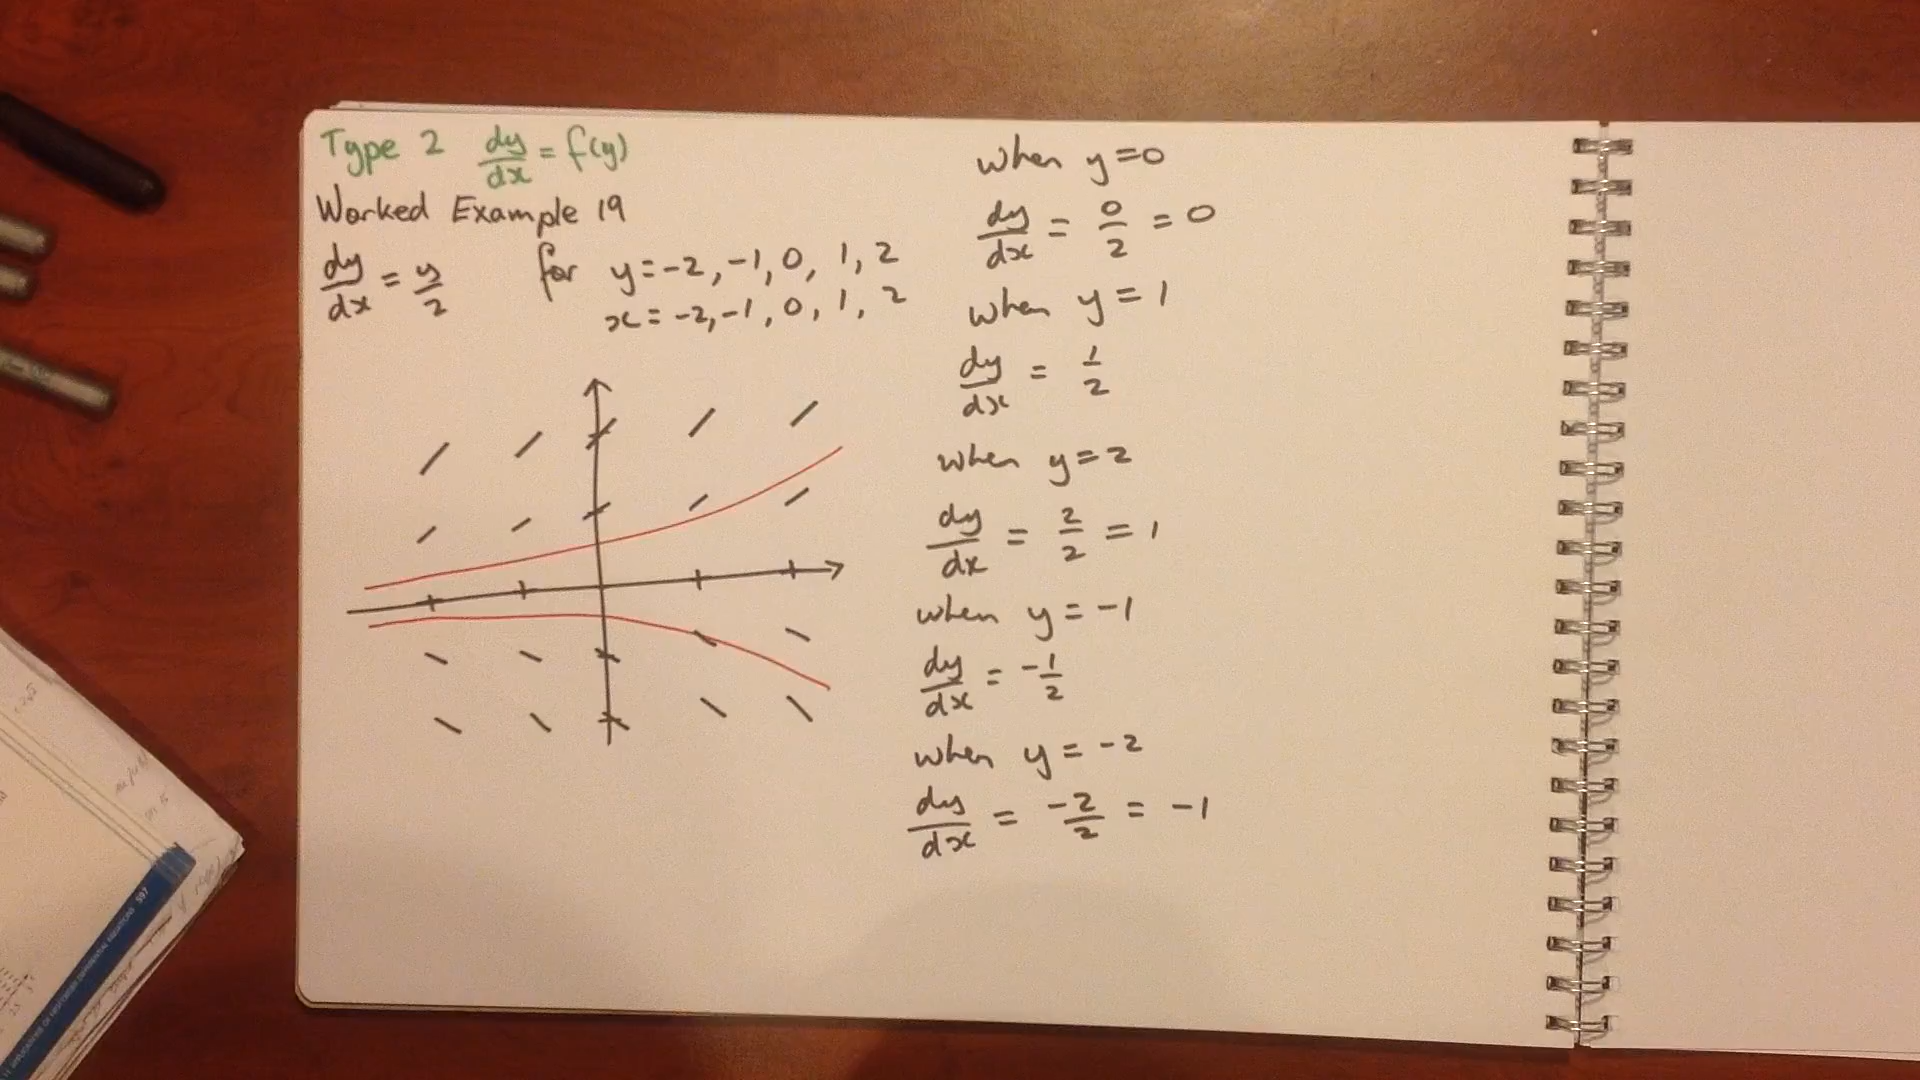 Type 2 dy/dx = f(y)
Worked Example 19
dy/dx = y/2 for y = -2, -1, 0, 1, 2
x = -2, -1, 0, 1, 2
when y = 0
dy/dx = 0/2 = 0
when y = 1
dy/dx = 1/2
when y = 2
dy/dx = 2/2 = 1
when y = -1
dy/dx = -1/2
when y = -2
dy/dx = -2/2 = -1
597